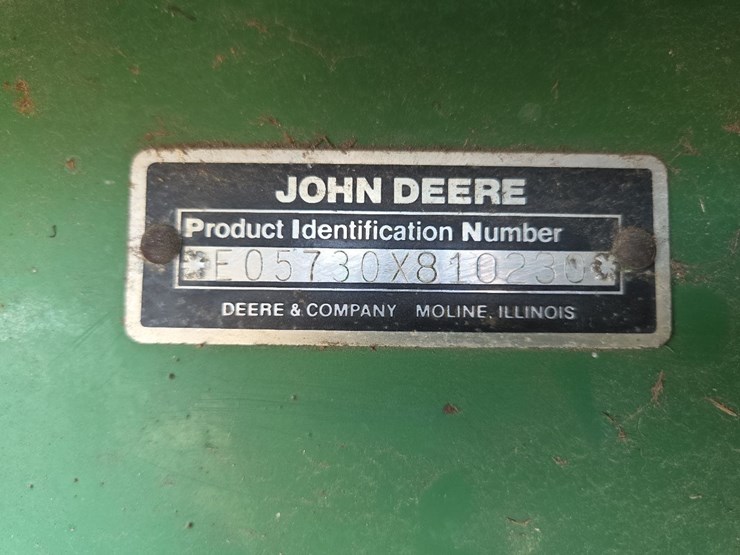 JOHN DEERE
Product Identification Number
*E05730X810230*
DEERE & COMPANY MOLINE, ILLINOIS